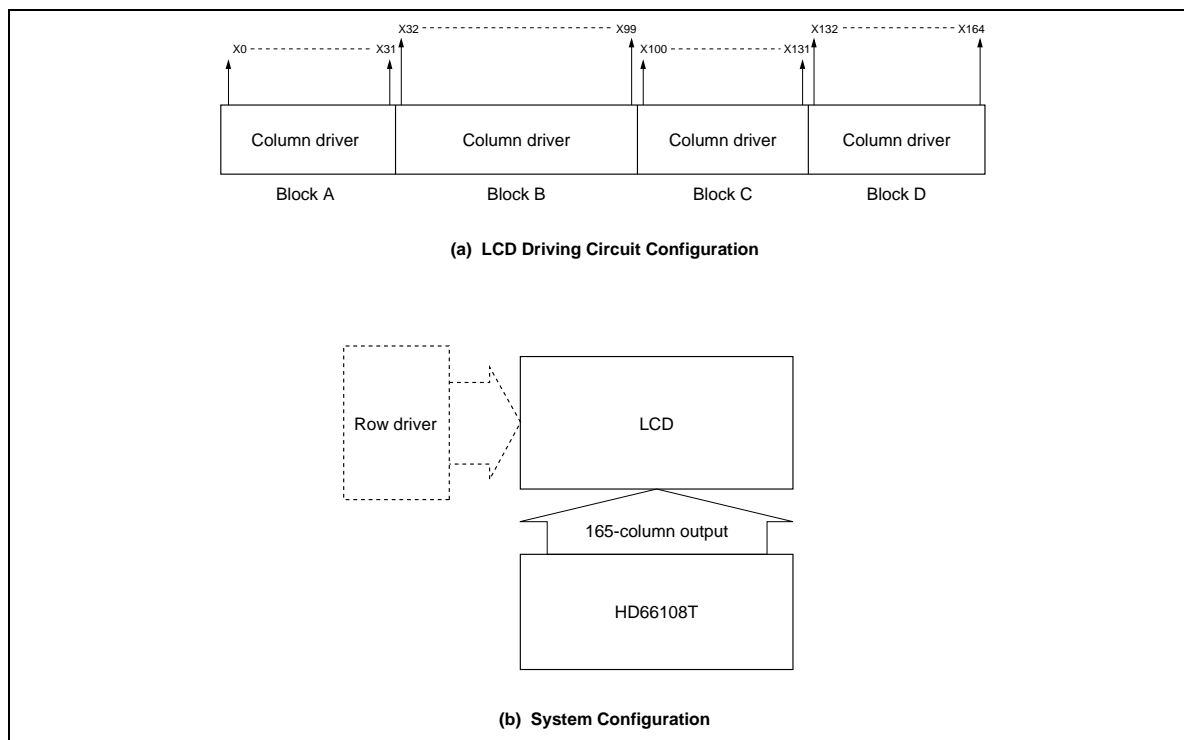 X32 X99 X132 X164
X0 X31 X100 X131
Column driver Column driver Column driver Column driver
Block A Block B Block C Block D
(a) LCD Driving Circuit Configuration
Row driver LCD
165-column output
HD66108T
(b) System Configuration